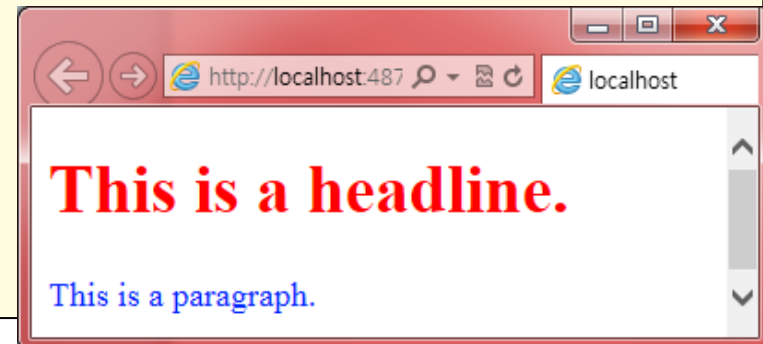 http://localhost:487
localhost
This is a headline.
This is a paragraph.